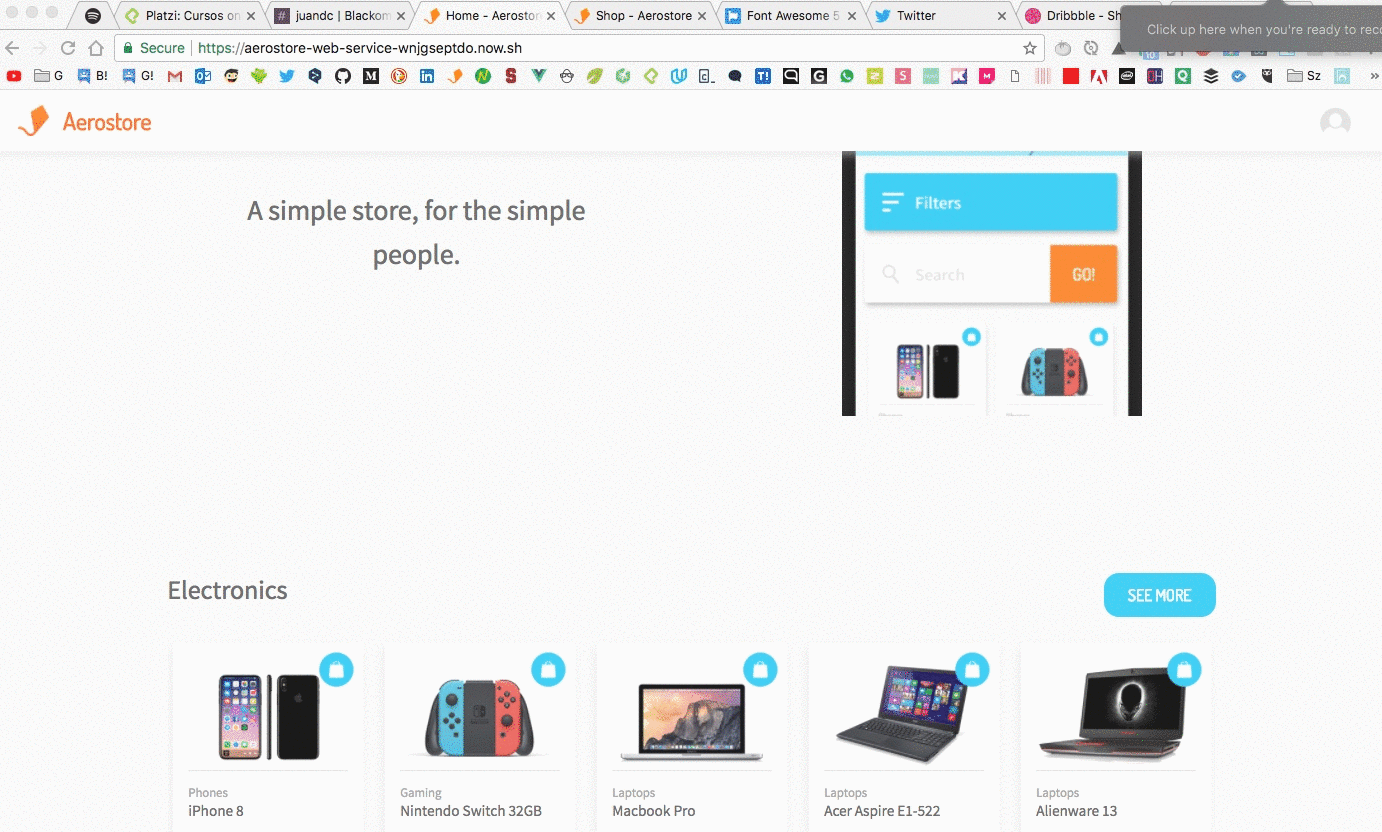 Platzi: Cursos on
juandc | Blackom
Home - Aerostor
Shop - Aerostore
Font Awesome 5
Twitter
Dribbble - Sh
Click up here when you're ready to reco
Secure
https://aerostore-web-service-wnjgseptdo.now.sh
G
B!
G!
Sz
Aerostore
A simple store, for the simple
people.
Filters
Search
GO!
Electronics
SEE MORE
Phones
iPhone 8
Gaming
Nintendo Switch 32GB
Laptops
Macbook Pro
Laptops
Acer Aspire E1-522
Laptops
Alienware 13